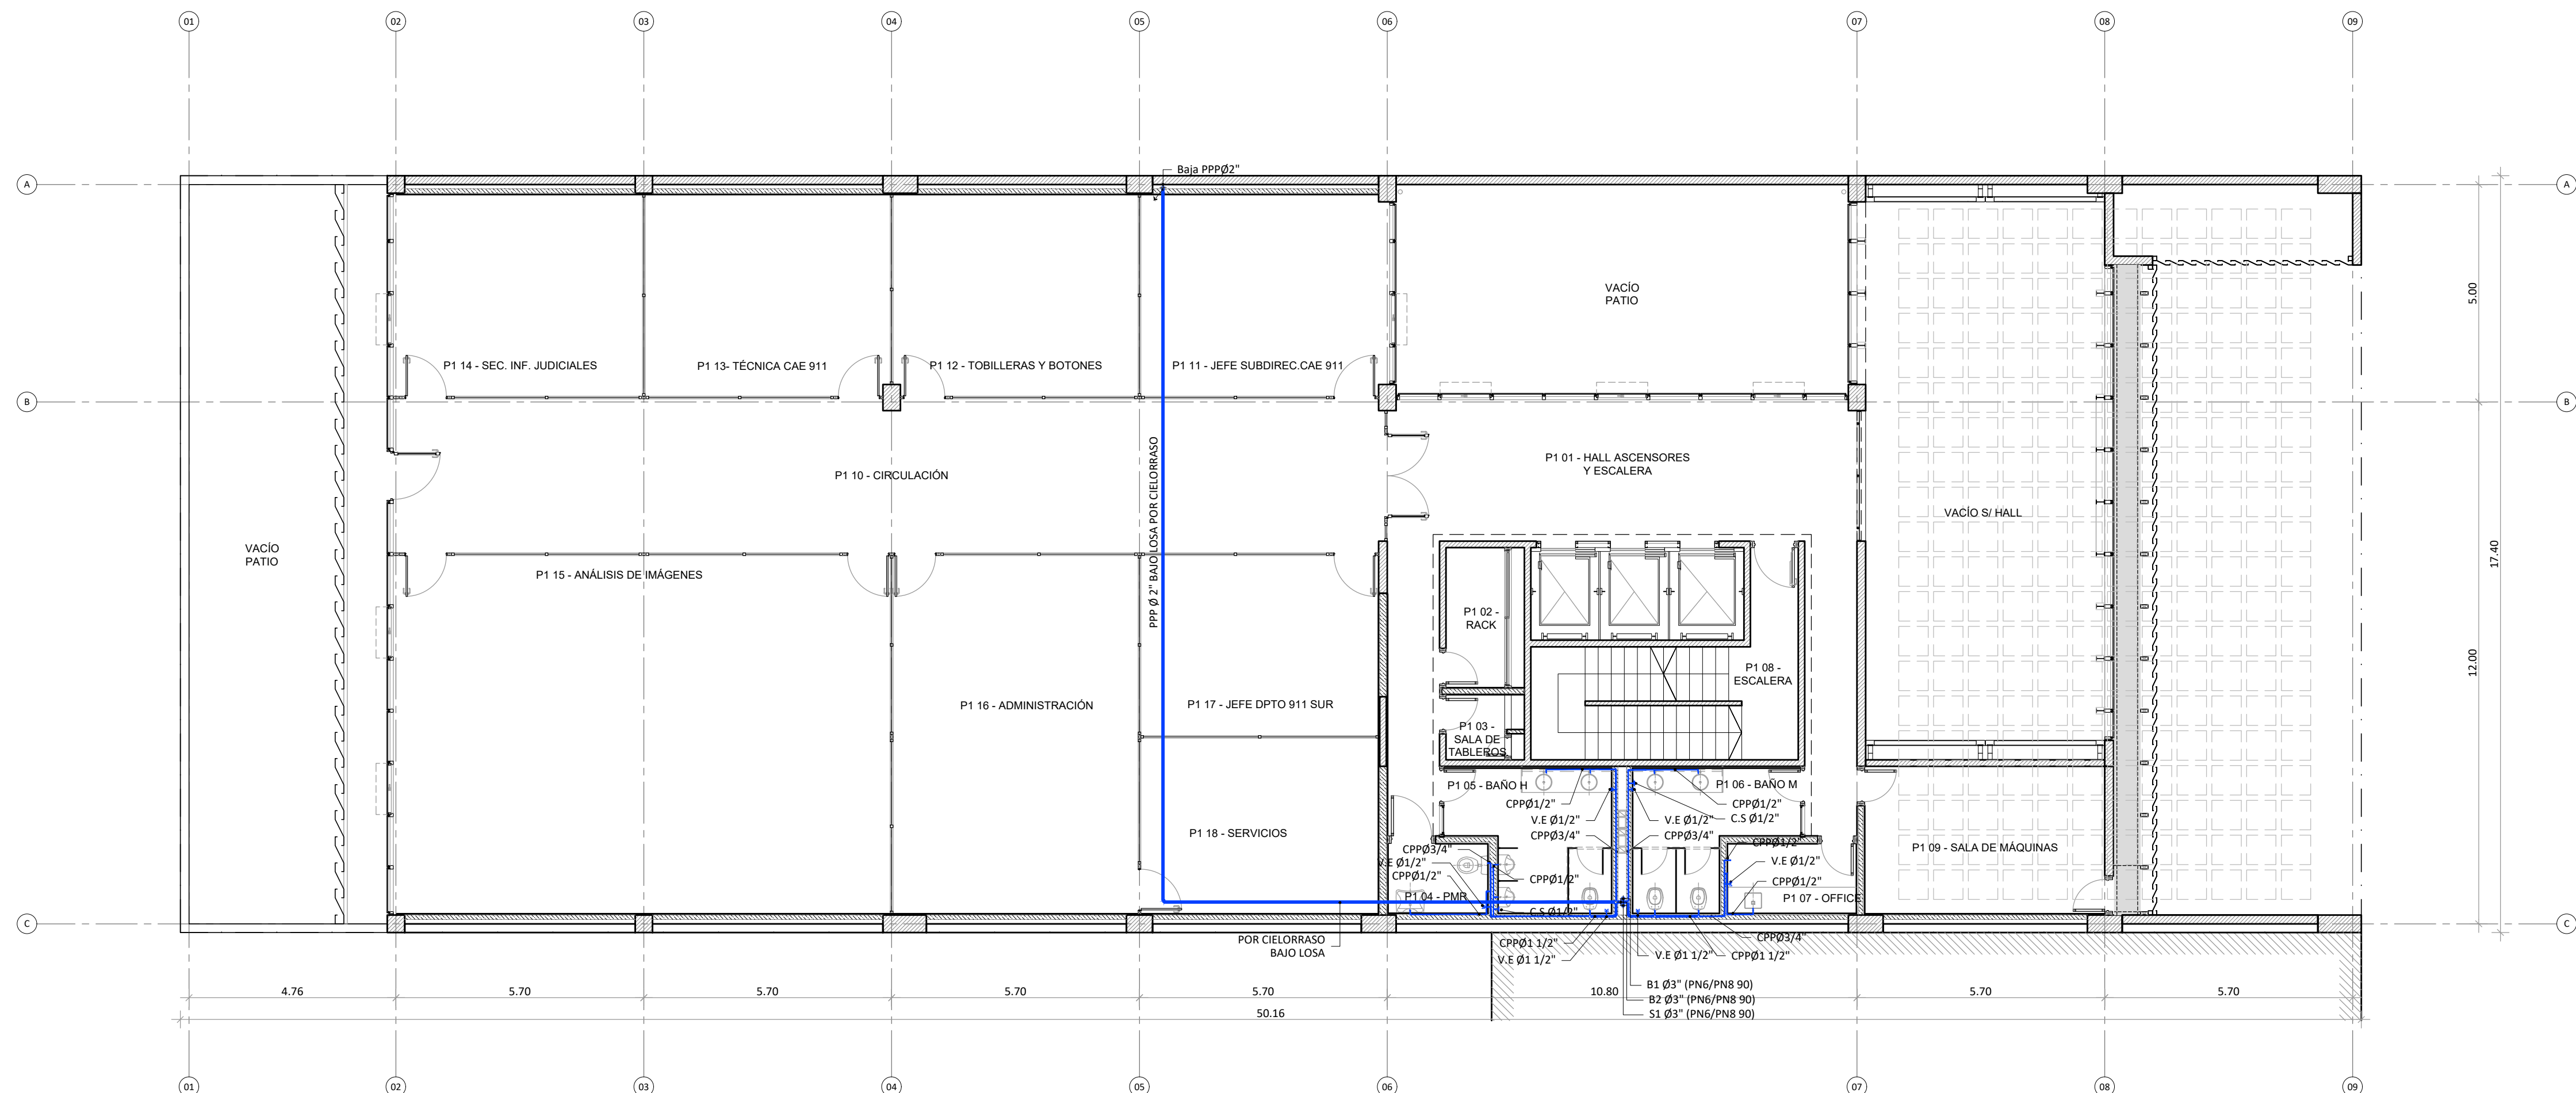 01 02 03 04 05 06 07 08 09
Baja PPPØ2"
A A
VACÍO
PATIO
5.00
P1 14 - SEC. INF. JUDICIALES
P1 13- TÉCNICA CAE 911
P1 12 - TOBILLERAS Y BOTONES
P1 11 - JEFE SUBDIREC.CAE 911
B B
PPP Ø 2" BAJO LOSA POR CIELORRASO
P1 10 - CIRCULACIÓN
P1 01 - HALL ASCENSORES
Y ESCALERA
VACÍO S/ HALL
17.40
VACÍO
PATIO
P1 15 - ANÁLISIS DE IMÁGENES
P1 02 -
RACK
P1 08 -
ESCALERA
12.00
P1 16 - ADMINISTRACIÓN
P1 17 - JEFE DPTO 911 SUR
P1 03 -
SALA DE
TABLEROS
P1 05 - BAÑO H
P1 06 - BAÑO M
CPPØ1/2"
CPPØ1/2"
V.E Ø1/2"
V.E Ø1/2"
C.S Ø1/2"
P1 18 - SERVICIOS
CPPØ3/4"
CPPØ3/4"
CPPØ3/4"
CPPØ1/2"
P1 09 - SALA DE MÁQUINAS
V.E Ø1/2"
V.E Ø1/2"
CPPØ1/2"
CPPØ1/2"
CPPØ1/2"
P1 04 - PMR
P1 07 - OFFICE
C.S Ø1/2"
C C
POR CIELORRASO
BAJO LOSA
CPPØ1 1/2"
CPPØ3/4"
V.E Ø1 1/2"
V.E Ø1 1/2"
CPPØ1 1/2"
B1 Ø3" (PN6/PN8 90)
B2 Ø3" (PN6/PN8 90)
S1 Ø3" (PN6/PN8 90)
4.76 5.70 5.70 5.70 5.70 10.80 5.70 5.70
50.16
01 02 03 04 05 06 07 08 09